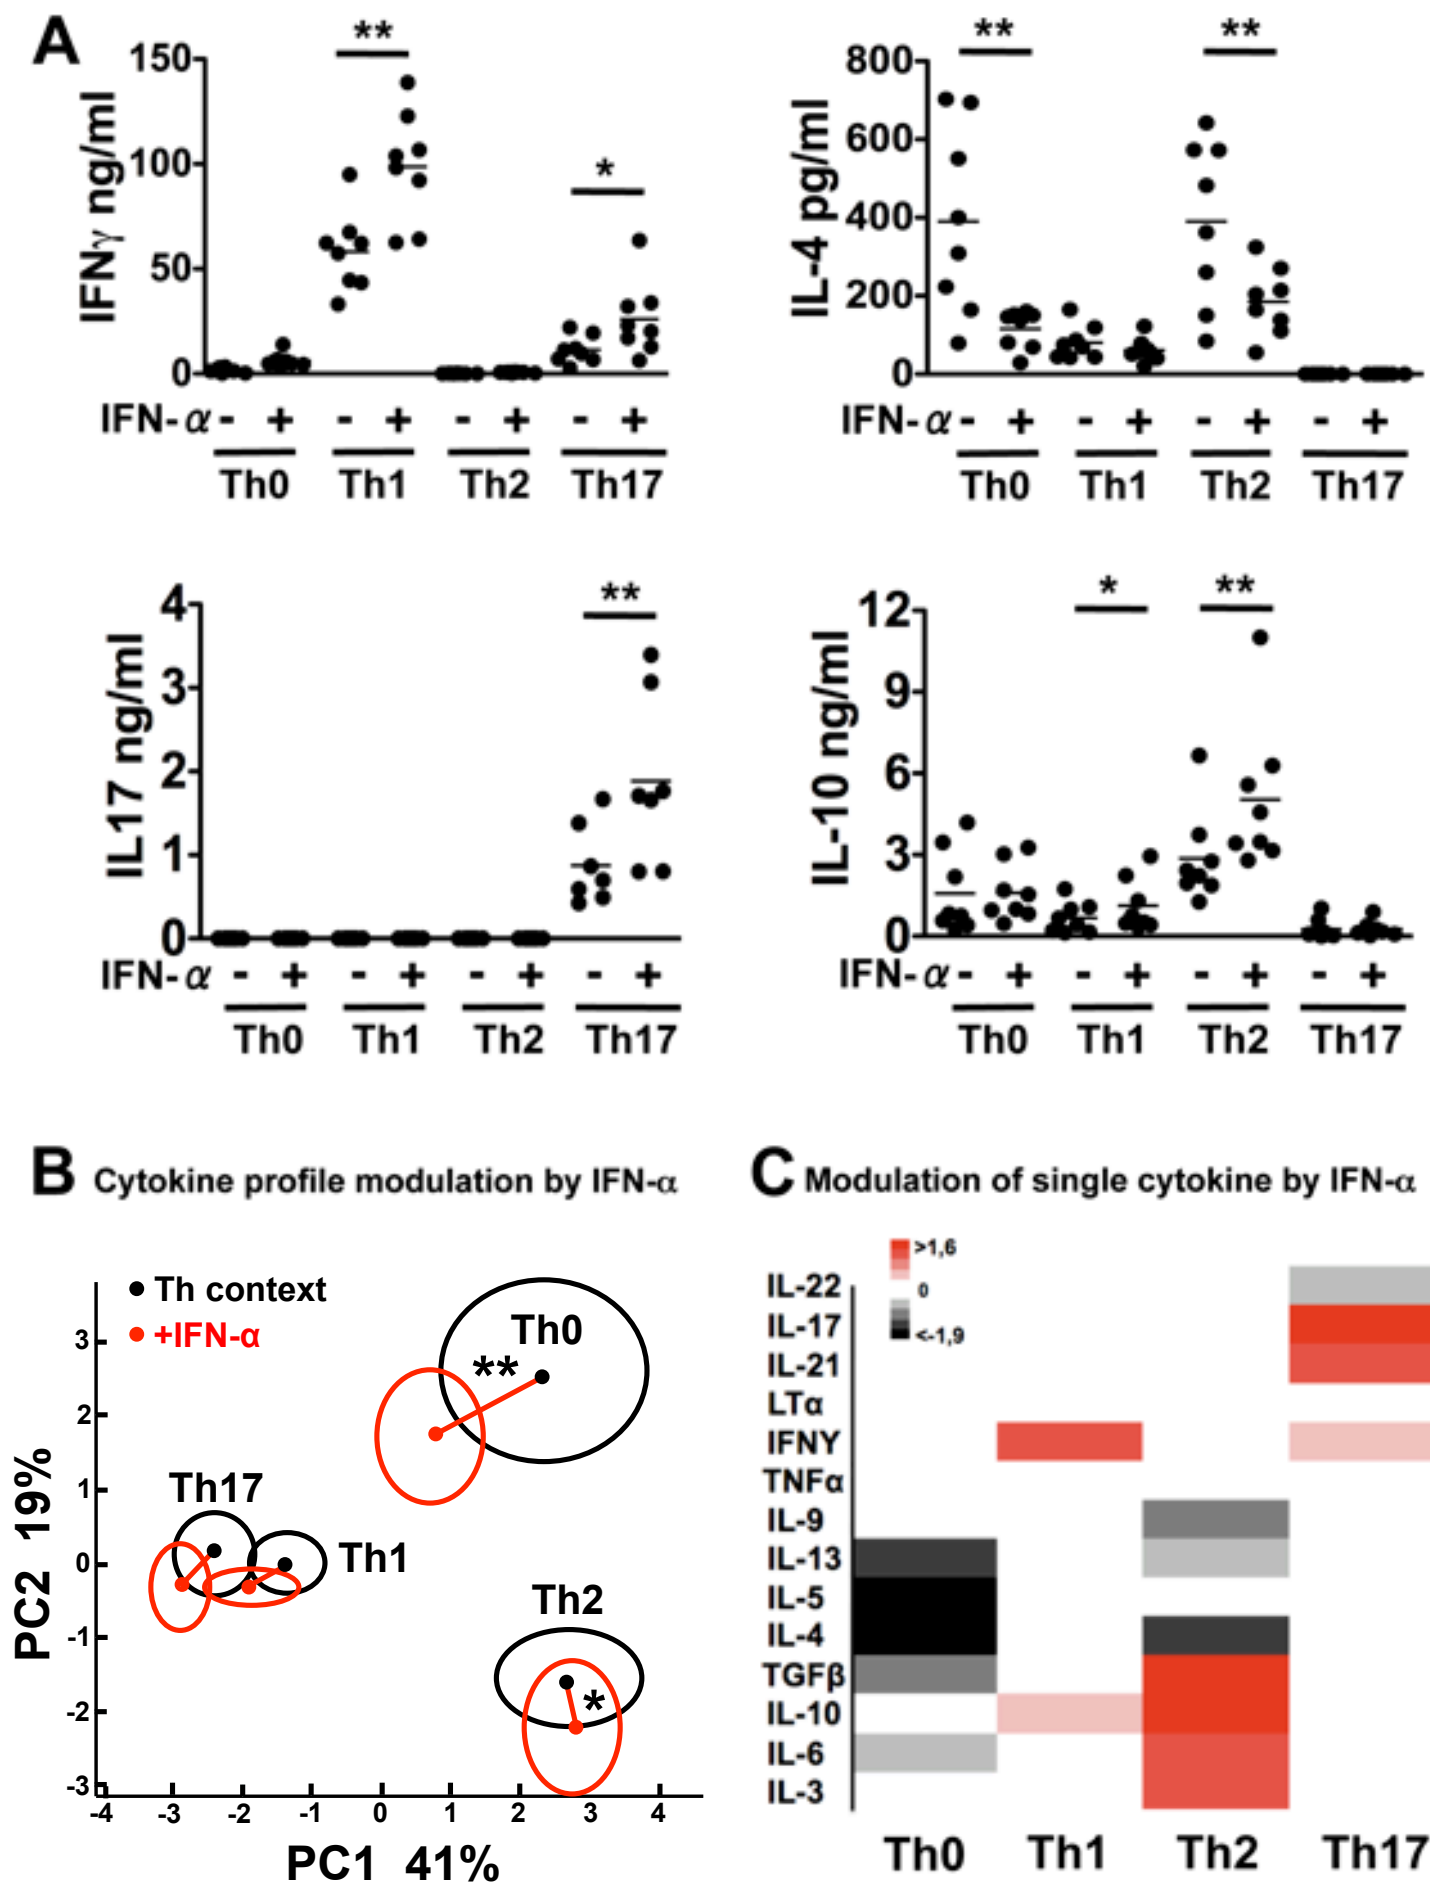 A
**
*
IFNγ ng/ml
150
100
50
0
IFN-α - + - + - + - +
Th0 Th1 Th2 Th17
** **
IL-4 pg/ml
800
600
400
200
0
IFN-α - + - + - + - +
Th0 Th1 Th2 Th17
**
IL17 ng/ml
4
3
2
1
0
IFN-α - + - + - + - +
Th0 Th1 Th2 Th17
* **
IL-10 ng/ml
12
9
6
3
0
IFN-α - + - + - + - +
Th0 Th1 Th2 Th17
B Cytokine profile modulation by IFN-α
Th context
+IFN-α
Th0
**
Th17
Th1
Th2
*
PC2 19%
3
2
1
0
-1
-2
-3
-4 -3 -2 -1 0 1 2 3 4
PC1 41%
C Modulation of single cytokine by IFN-α
>1,6
0
<-1,9
IL-22
IL-17
IL-21
LTα
IFNY
TNFα
IL-9
IL-13
IL-5
IL-4
TGFβ
IL-10
IL-6
IL-3
Th0 Th1 Th2 Th17